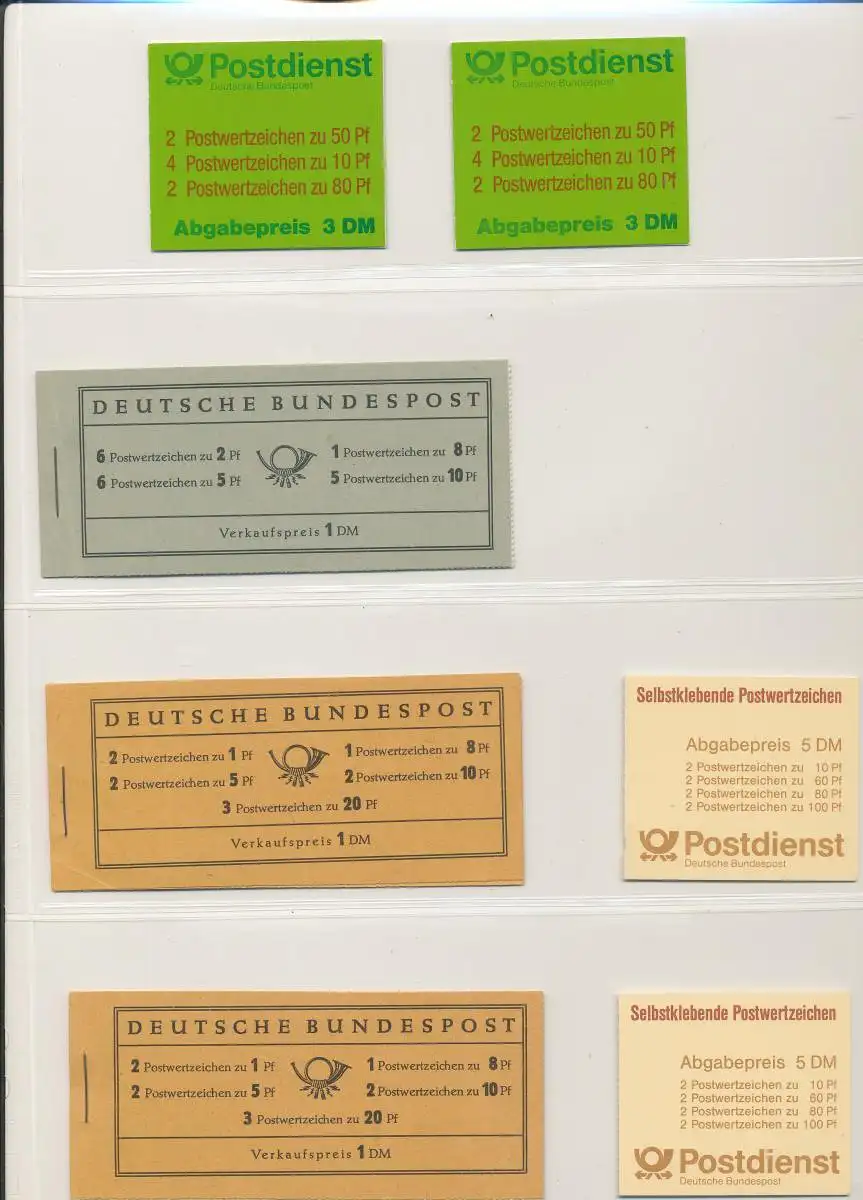 Postdienst
Deutsche Bundespost
2 Postwertzeichen zu 50 Pf
4 Postwertzeichen zu 10 Pf
2 Postwertzeichen zu 80 Pf
Abgabepreis 3 DM
Postdienst
Deutsche Bundespost
2 Postwertzeichen zu 50 Pf
4 Postwertzeichen zu 10 Pf
2 Postwertzeichen zu 80 Pf
Abgabepreis 3 DM
DEUTSCHE BUNDESPOST
6 Postwertzeichen zu 2 Pf 1 Postwertzeichen zu 8 Pf
6 Postwertzeichen zu 5 Pf 5 Postwertzeichen zu 10 Pf
Verkaufspreis 1 DM
DEUTSCHE BUNDESPOST
2 Postwertzeichen zu 1 Pf 1 Postwertzeichen zu 8 Pf
2 Postwertzeichen zu 5 Pf 2 Postwertzeichen zu 10 Pf
3 Postwertzeichen zu 20 Pf
Verkaufspreis 1 DM
Selbstklebende Postwertzeichen
Abgabepreis 5 DM
2 Postwertzeichen zu 10 Pf
2 Postwertzeichen zu 60 Pf
2 Postwertzeichen zu 80 Pf
2 Postwertzeichen zu 100 Pf
Postdienst
Deutsche Bundespost
DEUTSCHE BUNDESPOST
2 Postwertzeichen zu 1 Pf 1 Postwertzeichen zu 8 Pf
2 Postwertzeichen zu 5 Pf 2 Postwertzeichen zu 10 Pf
3 Postwertzeichen zu 20 Pf
Verkaufspreis 1 DM
Selbstklebende Postwertzeichen
Abgabepreis 5 DM
2 Postwertzeichen zu 10 Pf
2 Postwertzeichen zu 60 Pf
2 Postwertzeichen zu 80 Pf
2 Postwertzeichen zu 100 Pf
Postdienst
Deutsche Bundespost